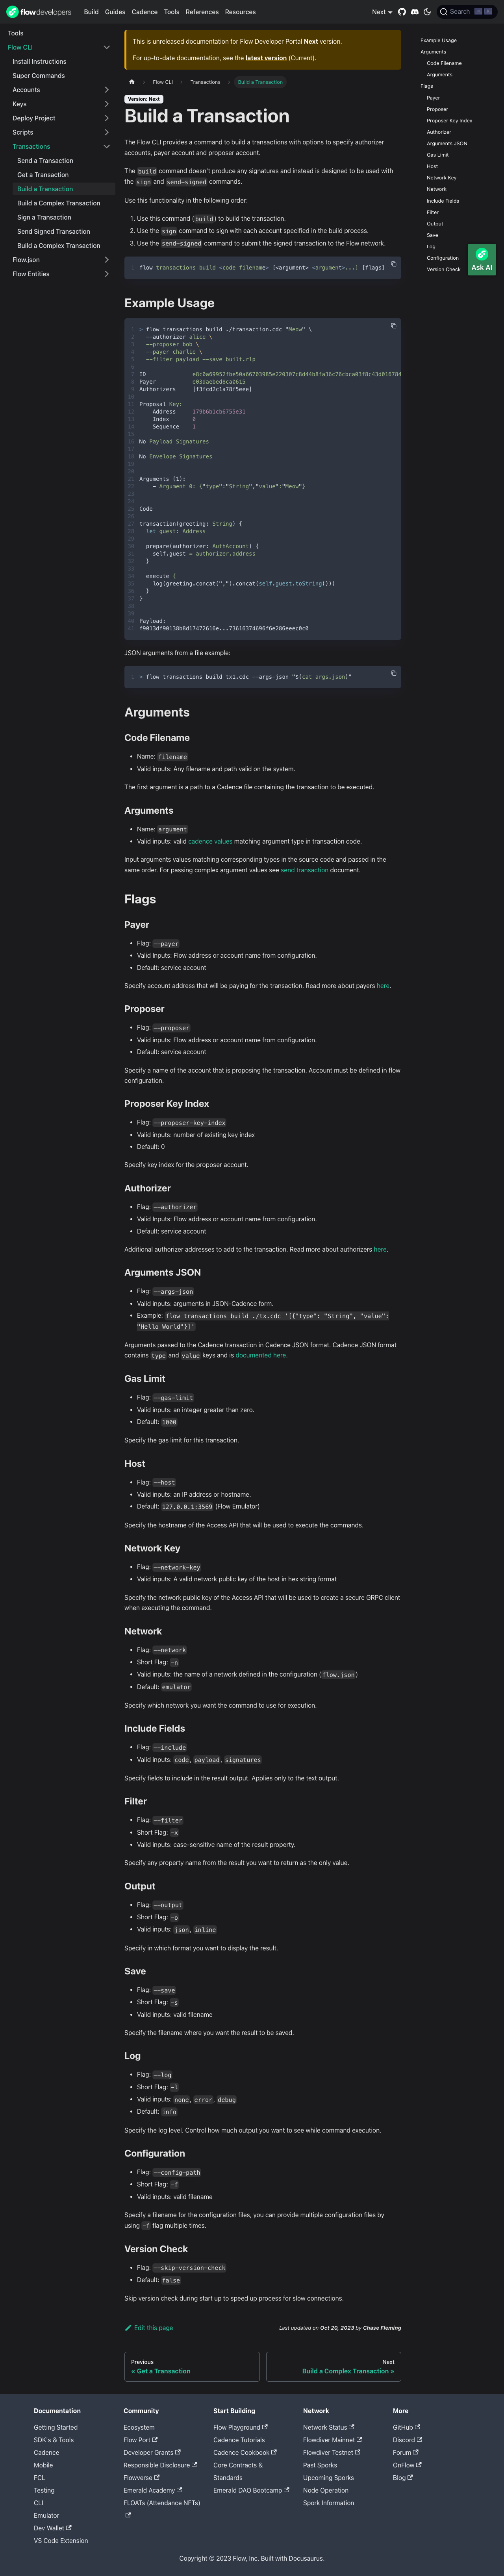 flow developers
Build Guides Cadence Tools References Resources
Next
Search
Tools
Flow CLI
Install Instructions
Super Commands
Accounts
Keys
Deploy Project
Scripts
Transactions
Send a Transaction
Get a Transaction
Build a Transaction
Build a Complex Transaction
Sign a Transaction
Send Signed Transaction
Build a Complex Transaction
Flow.json
Flow Entities
This is unreleased documentation for Flow Developer Portal Next version.
For up-to-date documentation, see the latest version (Current).
Flow CLI > Transactions > Build a Transaction
Version: Next
Build a Transaction
The Flow CLI provides a command to build a transactions with options to specify authorizer
accounts, payer account and proposer account.
The build command doesn't produce any signatures and instead is designed to be used with
the sign and send-signed commands.
Use this functionality in the following order:
1. Use this command (build) to build the transaction.
2. Use the sign command to sign with each account specified in the build process.
3. Use the send-signed command to submit the signed transaction to the Flow network.
1 flow transactions build <code filename> [<argument> <argument>...] [flags]
Example Usage
1 > flow transactions build ./transaction.cdc "Meow" \
2 --authorizer alice \
3 --proposer bob \
4 --payer charlie \
5 --filter payload --save built.rlp
6
7 ID e8c0a69952fbe50a66703985e220307c8d44b8fa36c76cbca03f8c43d0167847
8 Payer e03daebed8ca0615
9 Authorizers [f3fcd2c1a78f5eee]
10
11 Proposal Key:
12 Address 179b6b1cb6755e31
13 Index 0
14 Sequence 1
15
16 No Payload Signatures
17
18 No Envelope Signatures
19
20
21 Arguments (1):
22 - Argument 0: {"type":"String","value":"Meow"}
23
24
25 Code
26
27 transaction(greeting: String) {
28 let guest: Address
29
30 prepare(authorizer: AuthAccount) {
31 self.guest = authorizer.address
32 }
33
34 execute {
35 log(greeting.concat(",").concat(self.guest.toString()))
36 }
37 }
38
39
40 Payload:
41 f9013df90138b8d17472616e...73616374696f6e286eeec0c0
JSON arguments from a file example:
1 > flow transactions build tx1.cdc --args-json "$(cat args.json)"
Arguments
Code Filename
• Name: filename
• Valid inputs: Any filename and path valid on the system.
The first argument is a path to a Cadence file containing the transaction to be executed.
Arguments
• Name: argument
• Valid inputs: valid cadence values matching argument type in transaction code.
Input arguments values matching corresponding types in the source code and passed in the
same order. For passing complex argument values see send transaction document.
Flags
Payer
• Flag: --payer
• Valid Inputs: Flow address or account name from configuration.
• Default: service account
Specify account address that will be paying for the transaction. Read more about payers here.
Proposer
• Flag: --proposer
• Valid inputs: Flow address or account name from configuration.
• Default: service account
Specify a name of the account that is proposing the transaction. Account must be defined in flow
configuration.
Proposer Key Index
• Flag: --proposer-key-index
• Valid inputs: number of existing key index
• Default: 0
Specify key index for the proposer account.
Authorizer
• Flag: --authorizer
• Valid Inputs: Flow address or account name from configuration.
• Default: service account
Additional authorizer addresses to add to the transaction. Read more about authorizers here.
Arguments JSON
• Flag: --args-json
• Valid inputs: arguments in JSON-Cadence form.
• Example: flow transactions build ./tx.cdc '[{"type": "String", "value":
"Hello World"}]'
Arguments passed to the Cadence transaction in Cadence JSON format. Cadence JSON format
contains type and value keys and is documented here.
Gas Limit
• Flag: --gas-limit
• Valid inputs: an integer greater than zero.
• Default: 1000
Specify the gas limit for this transaction.
Host
• Flag: --host
• Valid inputs: an IP address or hostname.
• Default: 127.0.0.1:3569 (Flow Emulator)
Specify the hostname of the Access API that will be used to execute the commands.
Network Key
• Flag: --network-key
• Valid inputs: A valid network public key of the host in hex string format
Specify the network public key of the Access API that will be used to create a secure GRPC client
when executing the command.
Network
• Flag: --network
• Short Flag: -n
• Valid inputs: the name of a network defined in the configuration (flow.json)
• Default: emulator
Specify which network you want the command to use for execution.
Include Fields
• Flag: --include
• Valid inputs: code, payload, signatures
Specify fields to include in the result output. Applies only to the text output.
Filter
• Flag: --filter
• Short Flag: -x
• Valid inputs: case-sensitive name of the result property.
Specify any property name from the result you want to return as the only value.
Output
• Flag: --output
• Short Flag: -o
• Valid inputs: json, inline
Specify in which format you want to display the result.
Save
• Flag: --save
• Short Flag: -s
• Valid inputs: valid filename
Specify the filename where you want the result to be saved.
Log
• Flag: --log
• Short Flag: -l
• Valid inputs: none, error, debug
• Default: info
Specify the log level. Control how much output you want to see while command execution.
Configuration
• Flag: --config-path
• Short Flag: -f
• Valid inputs: valid filename
Specify a filename for the configuration files, you can provide multiple configuration files by
using -f flag multiple times.
Version Check
• Flag: --skip-version-check
• Default: false
Skip version check during start up to speed up process for slow connections.
Edit this page
Last updated on Oct 20, 2023 by Chase Fleming
Previous
« Get a Transaction
Next
Build a Complex Transaction »
Example Usage
Arguments
Code Filename
Arguments
Flags
Payer
Proposer
Proposer Key Index
Authorizer
Arguments JSON
Gas Limit
Host
Network Key
Network
Include Fields
Filter
Output
Save
Log
Configuration
Version Check
Ask AI
Documentation
Getting Started
SDK's & Tools
Cadence
Mobile
FCL
Testing
CLI
Emulator
Dev Wallet
VS Code Extension
Community
Ecosystem
Flow Port
Developer Grants
Responsible Disclosure
Flowverse
Emerald Academy
FLOATs (Attendance NFTs)
Start Building
Flow Playground
Cadence Tutorials
Cadence Cookbook
Core Contracts &
Standards
Emerald DAO Bootcamp
Network
Network Status
Flowdiver Mainnet
Flowdiver Testnet
Past Sporks
Upcoming Sporks
Node Operation
Spork Information
More
GitHub
Discord
Forum
OnFlow
Blog
Copyright © 2023 Flow, Inc. Built with Docusaurus.